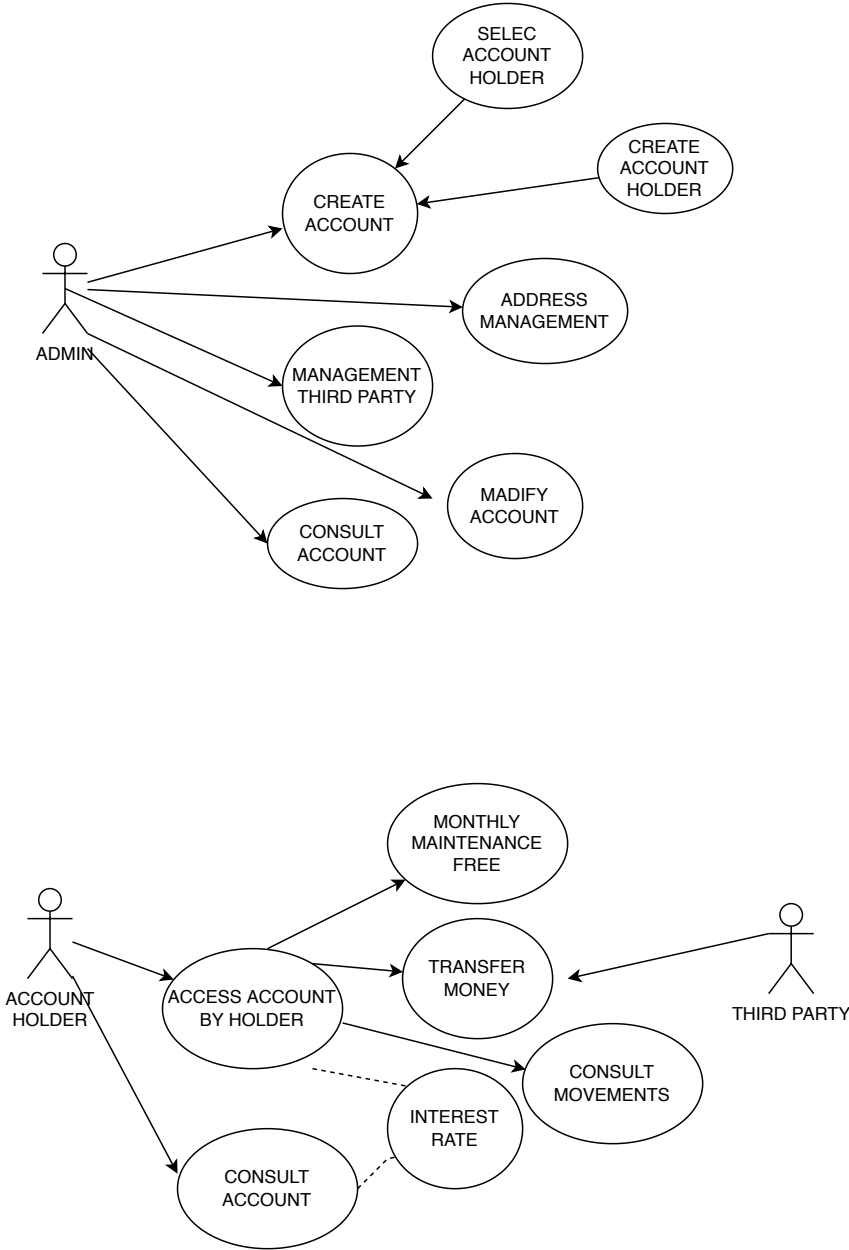 SELEC
ACCOUNT
HOLDER
CREATE
ACCOUNT
HOLDER
CREATE
ACCOUNT
ADDRESS
MANAGEMENT
ADMIN
MANAGEMENT
THIRD PARTY
MADIFY
ACCOUNT
CONSULT
ACCOUNT
MONTHLY
MAINTENANCE
FREE
TRANSFER
MONEY
ACCOUNT
HOLDER
ACCESS ACCOUNT
BY HOLDER
THIRD PARTY
CONSULT
MOVEMENTS
INTEREST
RATE
CONSULT
ACCOUNT